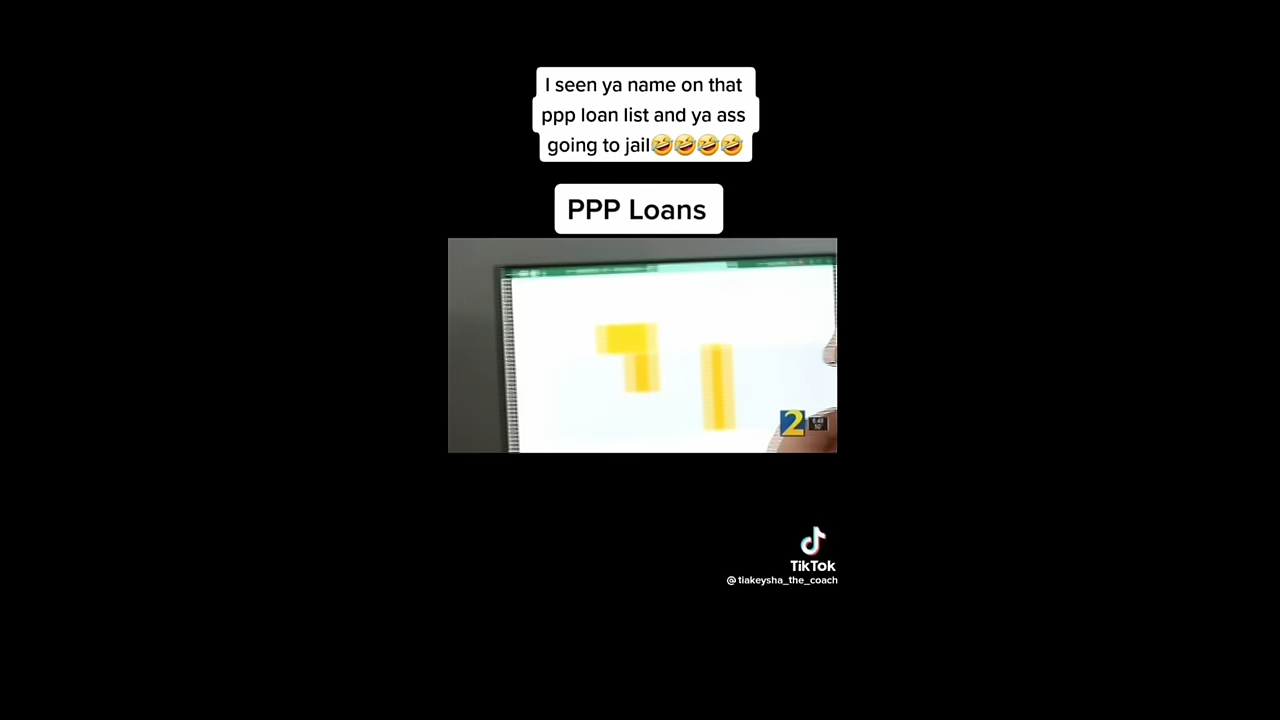 I seen ya name on that
ppp loan list and ya ass
going to jail🤣🤣🤣🤣
PPP Loans
2
TikTok
@tiakeysha_the_coach